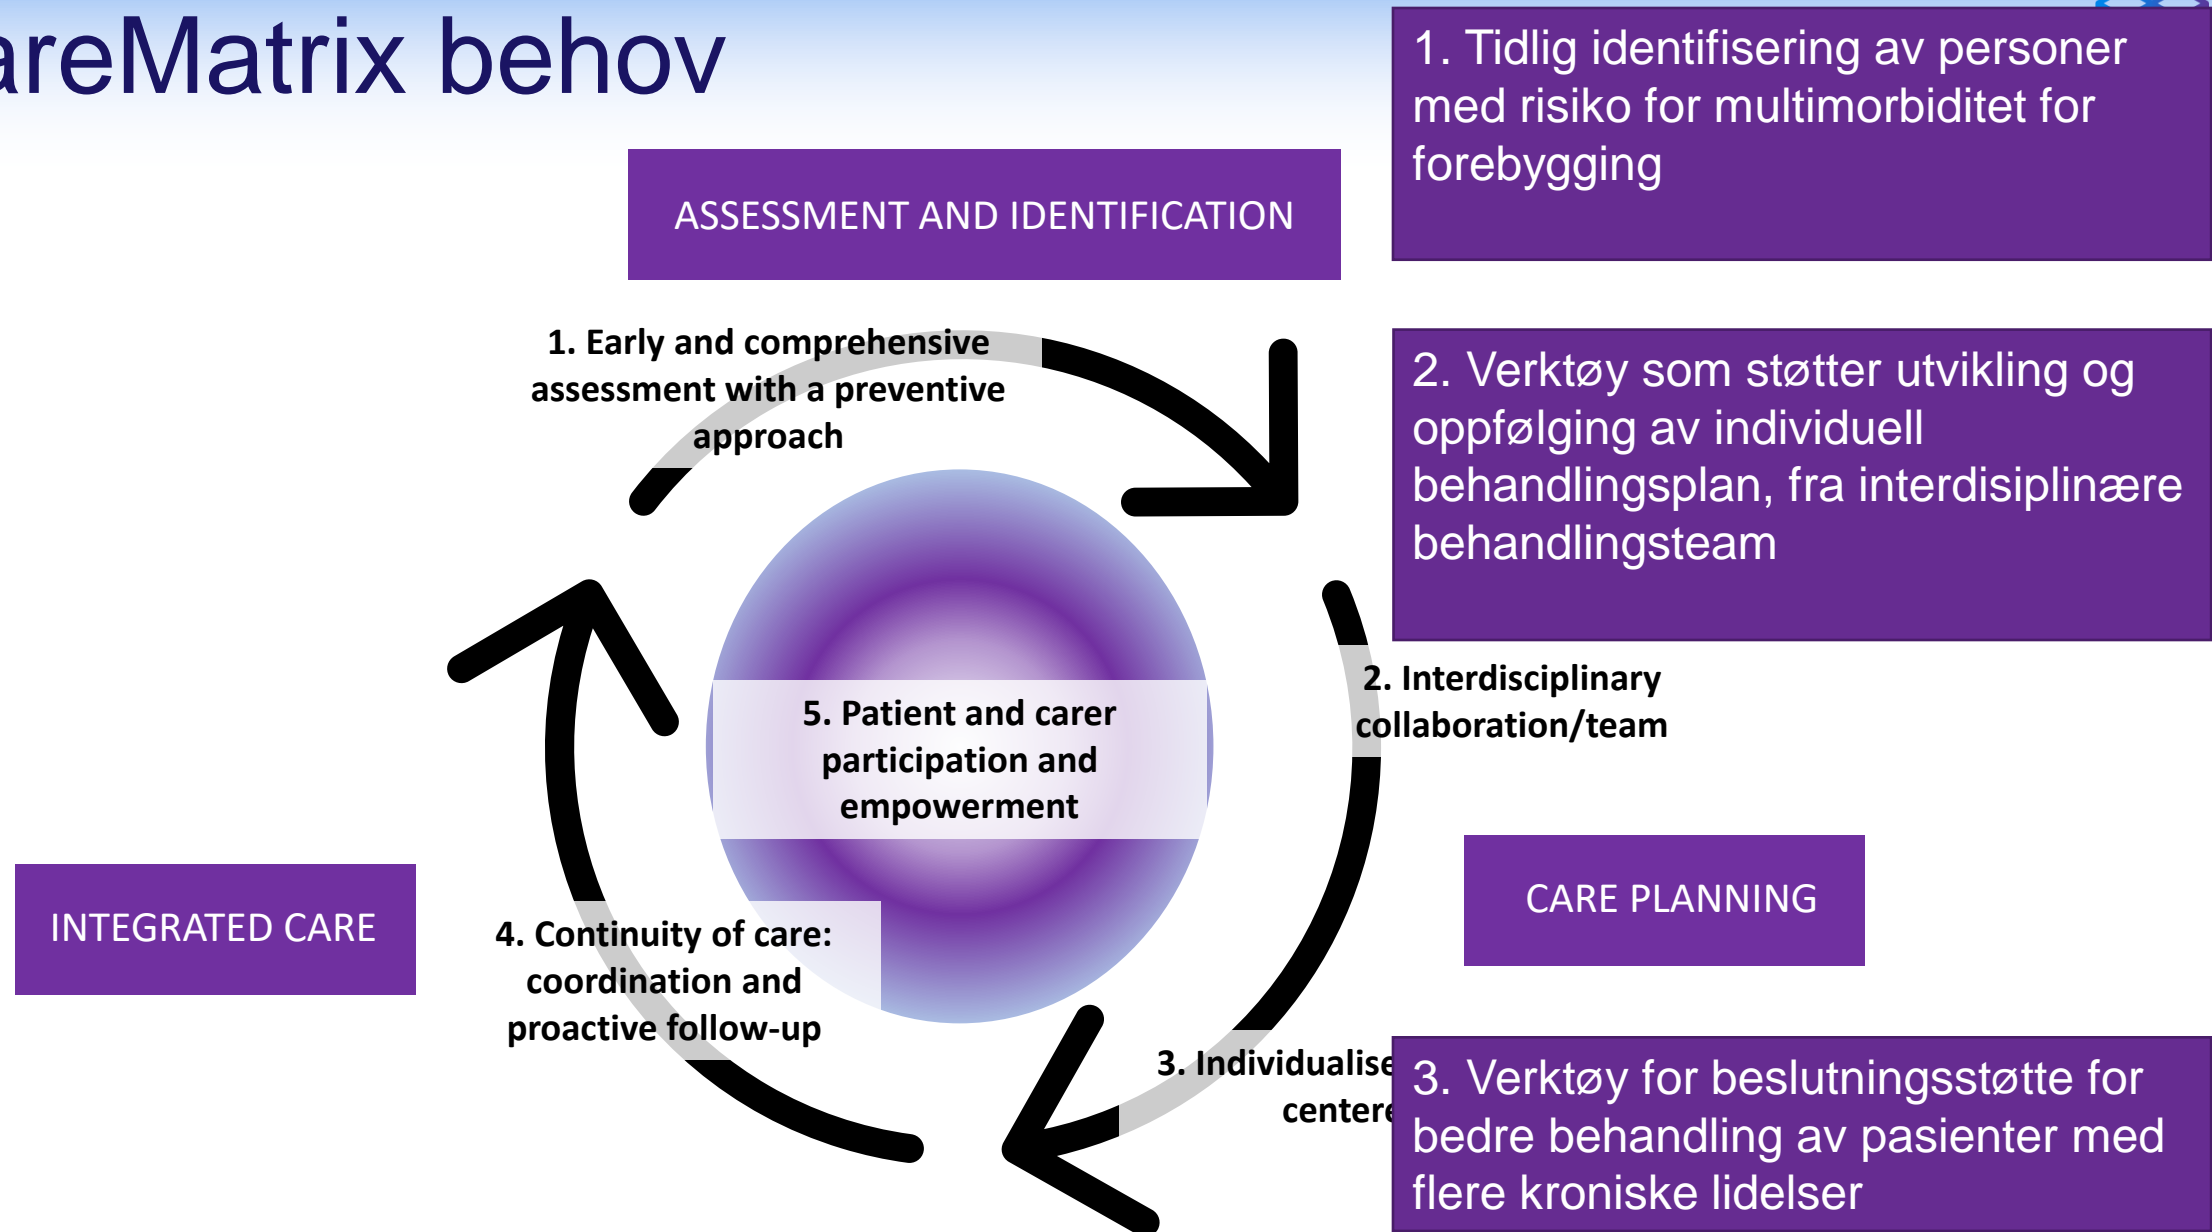 areMatrix behov
1. Tidlig identifisering av personer
med risiko for multimorbiditet for
forebygging
ASSESSMENT AND IDENTIFICATION
1. Early and comprehensive
assessment with a preventive
approach
2. Verktøy som støtter utvikling og
oppfølging av individuell
behandlingsplan, fra interdisiplinære
behandlingsteam
2. Interdisciplinary
collaboration/team
5. Patient and carer
participation and
empowerment
CARE PLANNING
INTEGRATED CARE
4. Continuity of care:
coordination and
proactive follow-up
3. Individualise
centere
3. Verktøy for beslutningsstøtte for
bedre behandling av pasienter med
flere kroniske lidelser